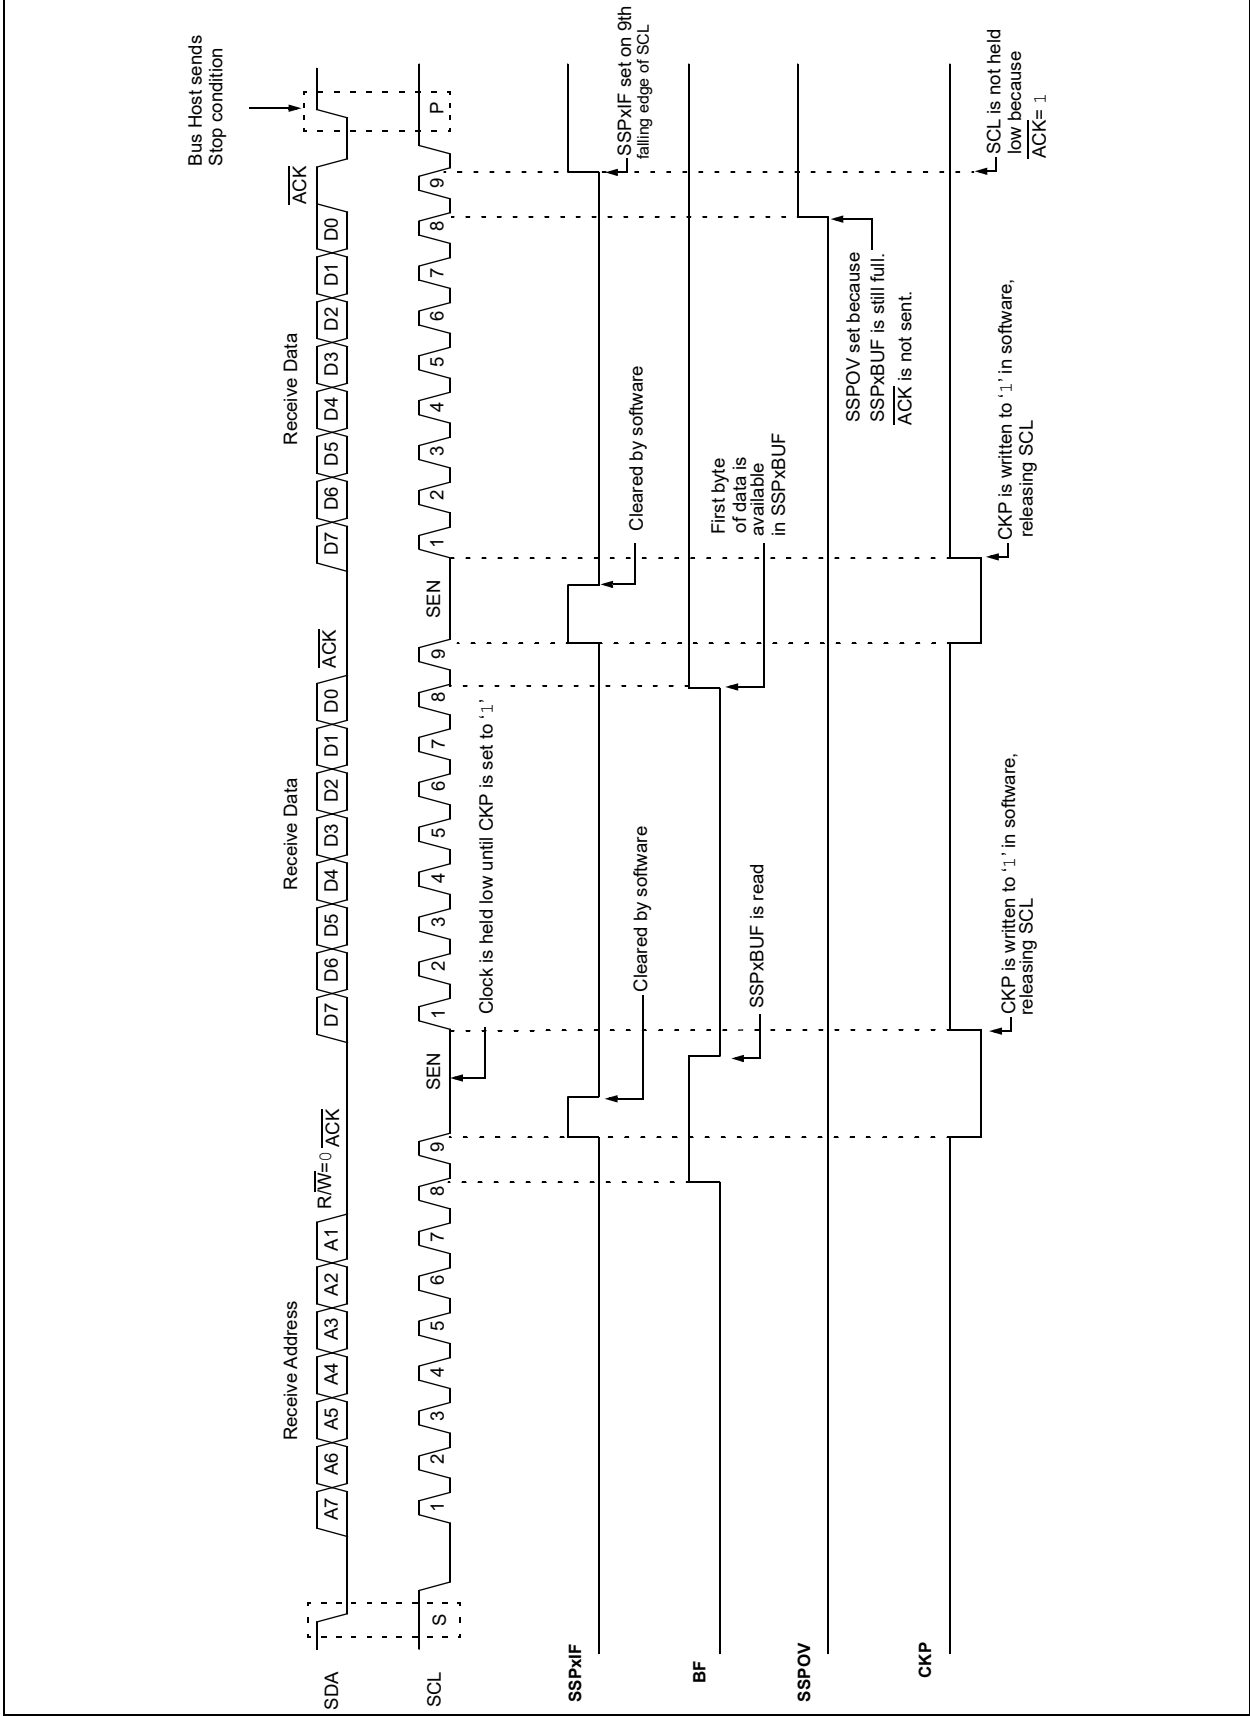 Bus Host sends
Stop condition
Receive Address
Receive Data
Receive Data
SDA
A7 A6 A5 A4 A3 A2 A1 R/W=0 ACK D7 D6 D5 D4 D3 D2 D1 D0 ACK D7 D6 D5 D4 D3 D2 D1 D0 ACK
SCL
S 1 2 3 4 5 6 7 8 9 SEN 1 2 3 4 5 6 7 8 9 SEN 1 2 3 4 5 6 7 8 9 P
Clock is held low until CKP is set to ‘1’
SSPxIF
Cleared by software
Cleared by software
SSPxIF set on 9th
falling edge of SCL
BF
SSPxBUF is read
First byte
of data is
available
in SSPxBUF
SSPOV
SSPOV set because
SSPxBUF is still full.
ACK is not sent.
CKP
CKP is written to ‘1’ in software,
releasing SCL
CKP is written to ‘1’ in software,
releasing SCL
SCL is not held
low because
ACK= 1